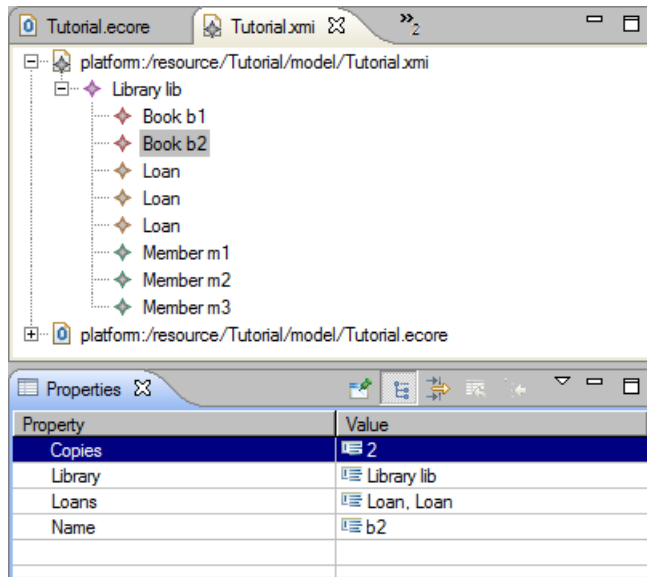 Tutorial.ecore Tutorial.xmi »2
platform:/resource/Tutorial/model/Tutorial.xmi
Library lib
Book b1
Book b2
Loan
Loan
Loan
Member m1
Member m2
Member m3
platform:/resource/Tutorial/model/Tutorial.ecore
Properties
Property Value
Copies 2
Library Library lib
Loans Loan, Loan
Name b2